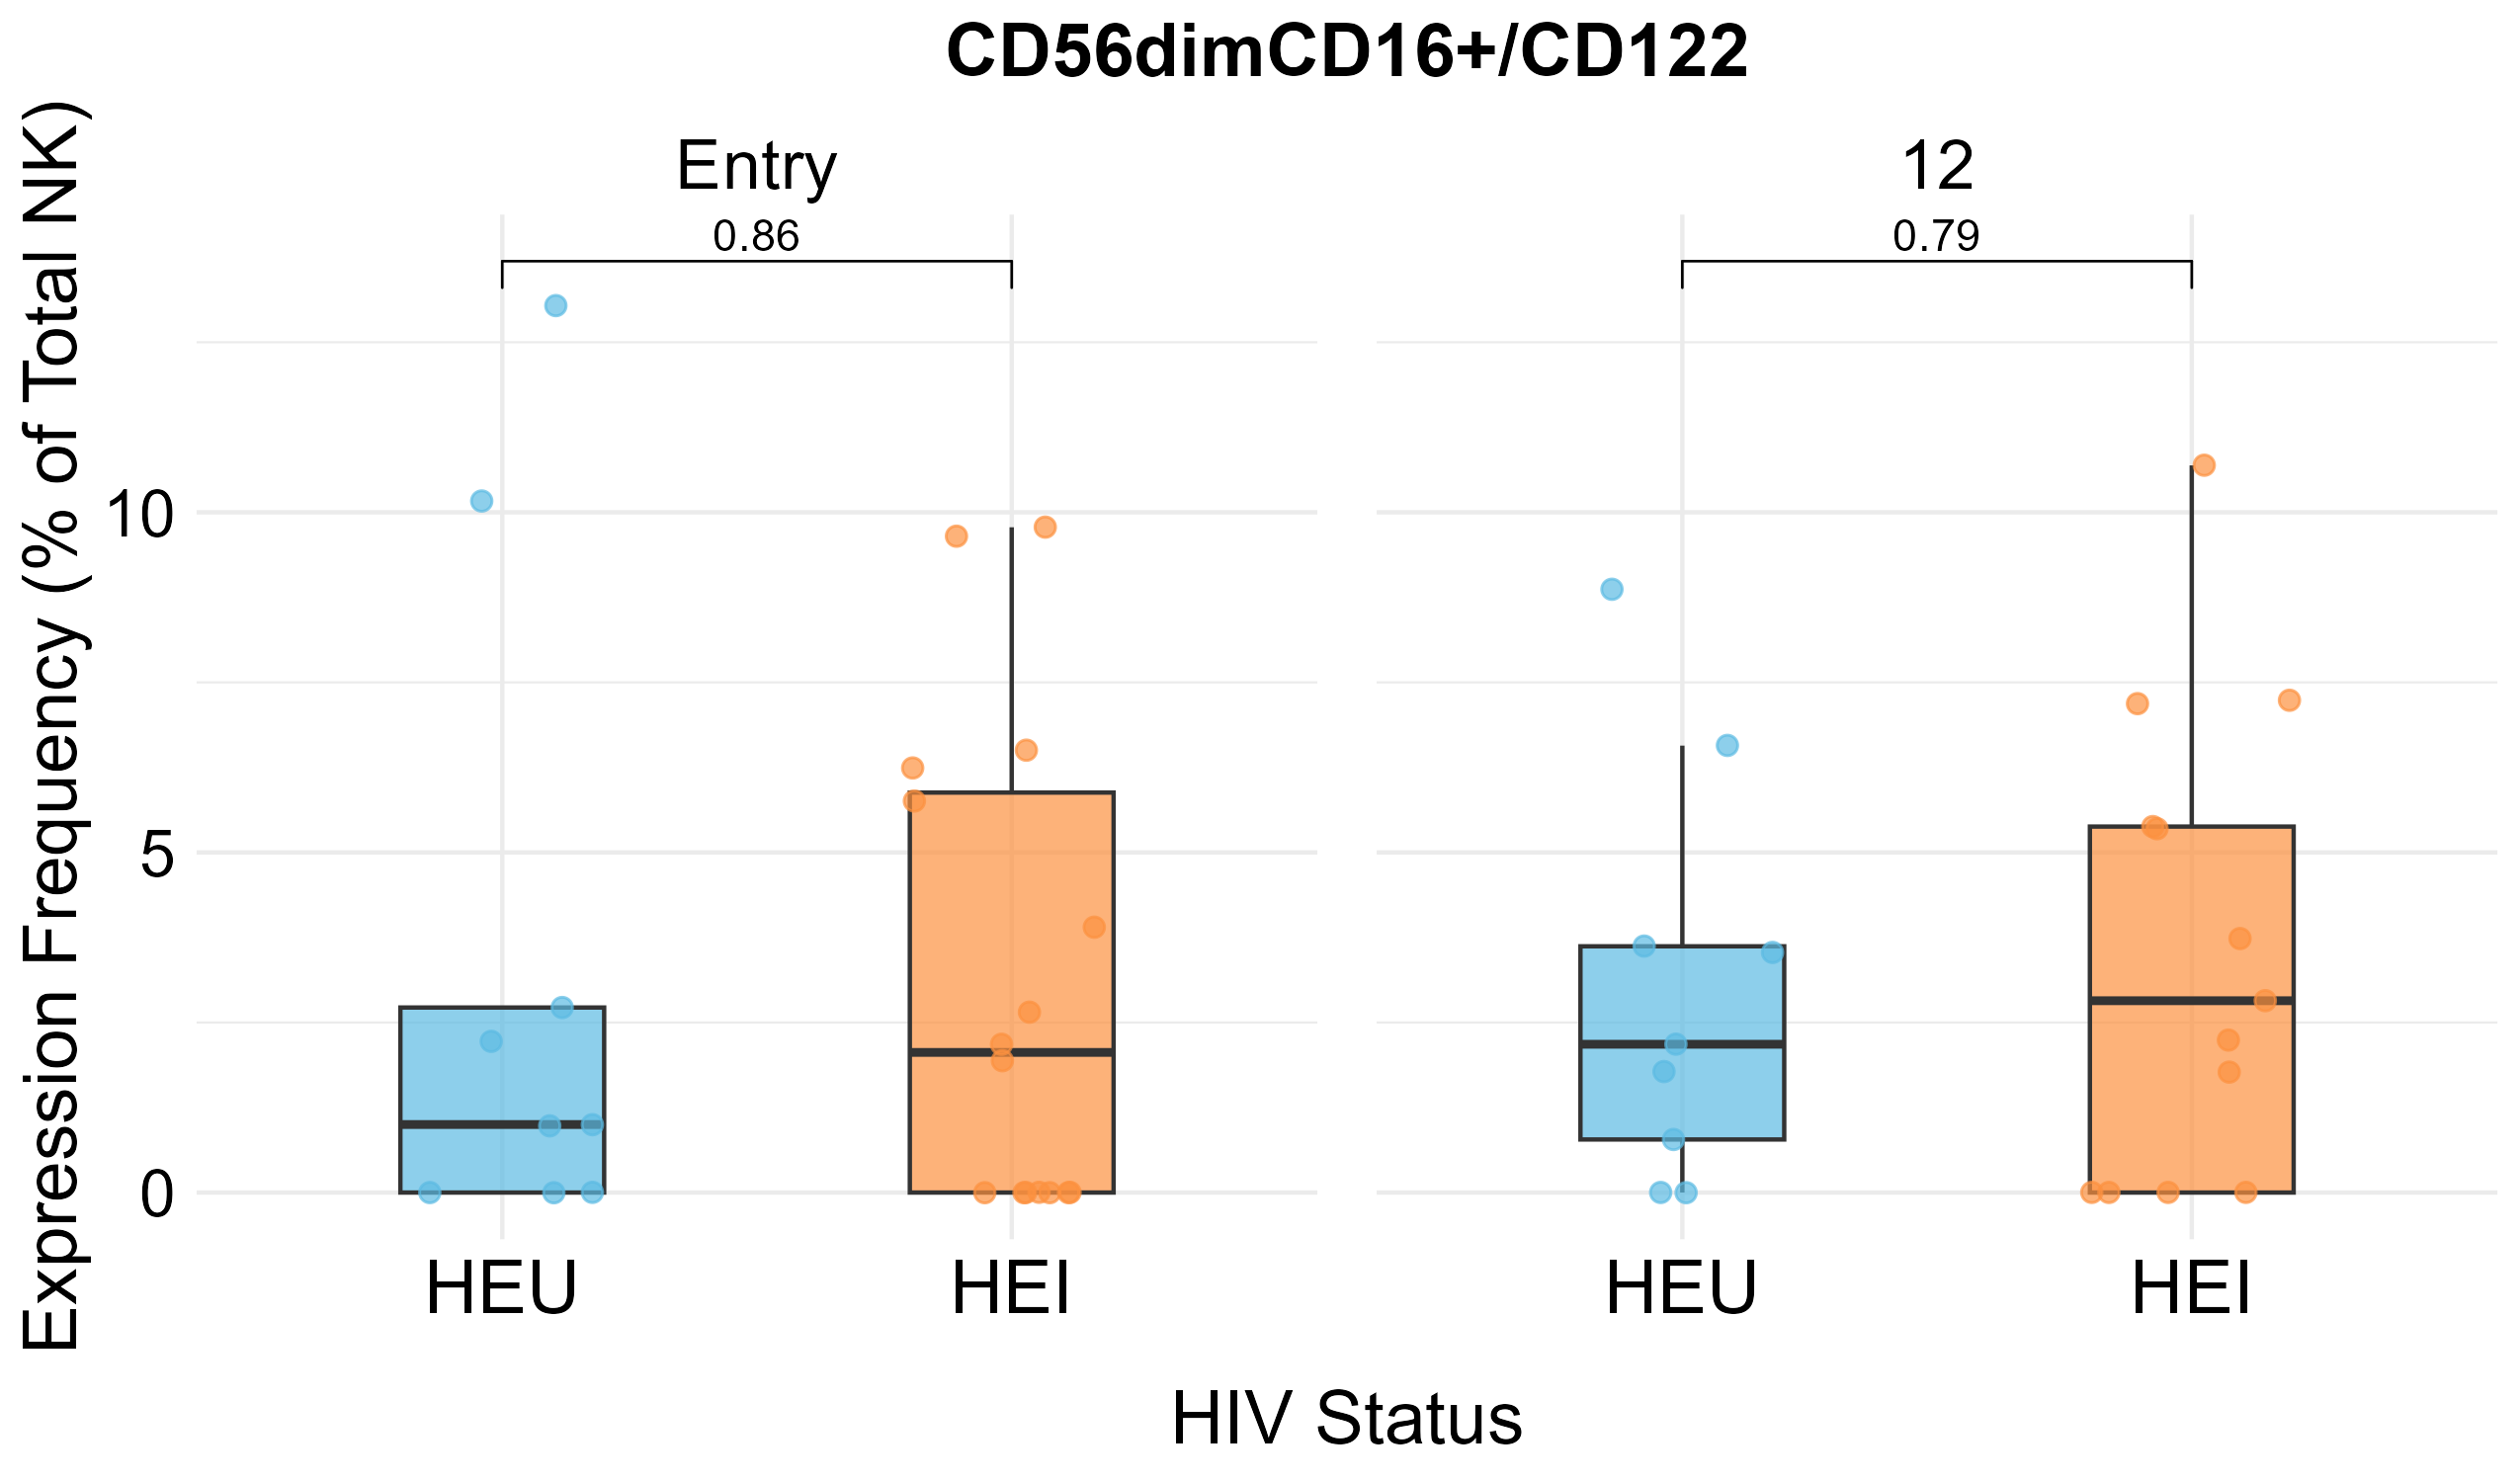 CD56dimCD16+/CD122
Expression Frequency (% of Total NK)
Entry
12
0.86
0.79
10
5
0
HEU
HEI
HEU
HEI
HIV Status